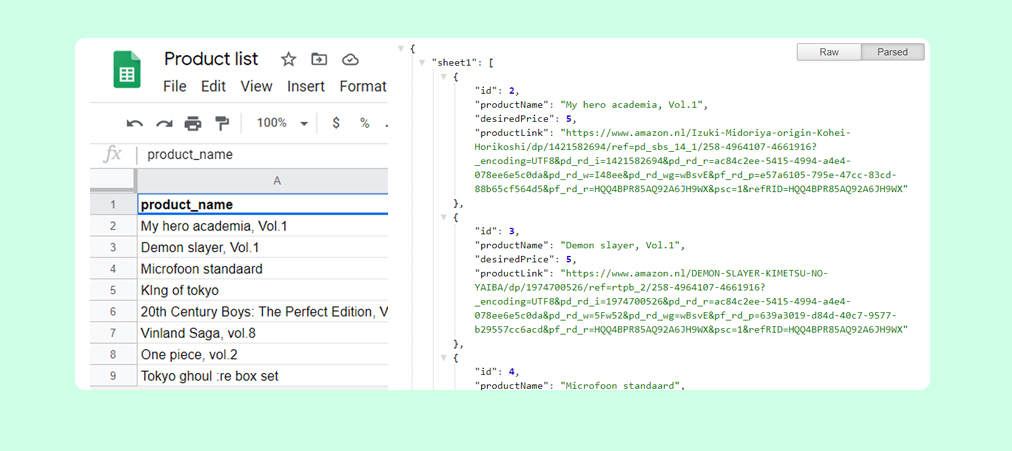 Product list
File Edit View Insert Format
100% $ % .
fx product_name
A
1 product_name
2 My hero academia, Vol.1
3 Demon slayer, Vol.1
4 Microfoon standaard
5 KIng of tokyo
6 20th Century Boys: The Perfect Edition, V
7 Vinland Saga, vol.8
8 One piece, vol.2
9 Tokyo ghoul :re box set
Raw Parsed
{
"sheet1": [
{
"id": 2,
"productName": "My hero academia, Vol.1",
"desiredPrice": 5,
"productLink": "https://www.amazon.nl/Izuki-Midoriya-origin-Kohei-
Horikoshi/dp/1421582694/ref=pd_sbs_14_1/258-4964107-4661916?
_encoding=UTF8&pd_rd_i=1421582694&pd_rd_r=ac84c2ee-5415-4994-a4e4-
078ee6e5c0da&pd_rd_w=I48ee&pd_rd_wg=wBsvE&pf_rd_p=e57a6105-795e-47cc-83cd-
88b65cf564d5&pf_rd_r=HQQ4BPR85AQ92A6JH9WX&psc=1&refRID=HQQ4BPR85AQ92A6JH9WX"
},
{
"id": 3,
"productName": "Demon slayer, Vol.1",
"desiredPrice": 5,
"productLink": "https://www.amazon.nl/DEMON-SLAYER-KIMETSU-NO-
YAIBA/dp/1974700526/ref=rtpb_2/258-4964107-4661916?
_encoding=UTF8&pd_rd_i=1974700526&pd_rd_r=ac84c2ee-5415-4994-a4e4-
078ee6e5c0da&pd_rd_w=5Fw52&pd_rd_wg=wBsvE&pf_rd_p=639a3019-d84d-40c7-9577-
b29557cc6acd&pf_rd_r=HQQ4BPR85AQ92A6JH9WX&psc=1&refRID=HQQ4BPR85AQ92A6JH9WX"
},
{
"id": 4,
"productName": "Microfoon standaard",